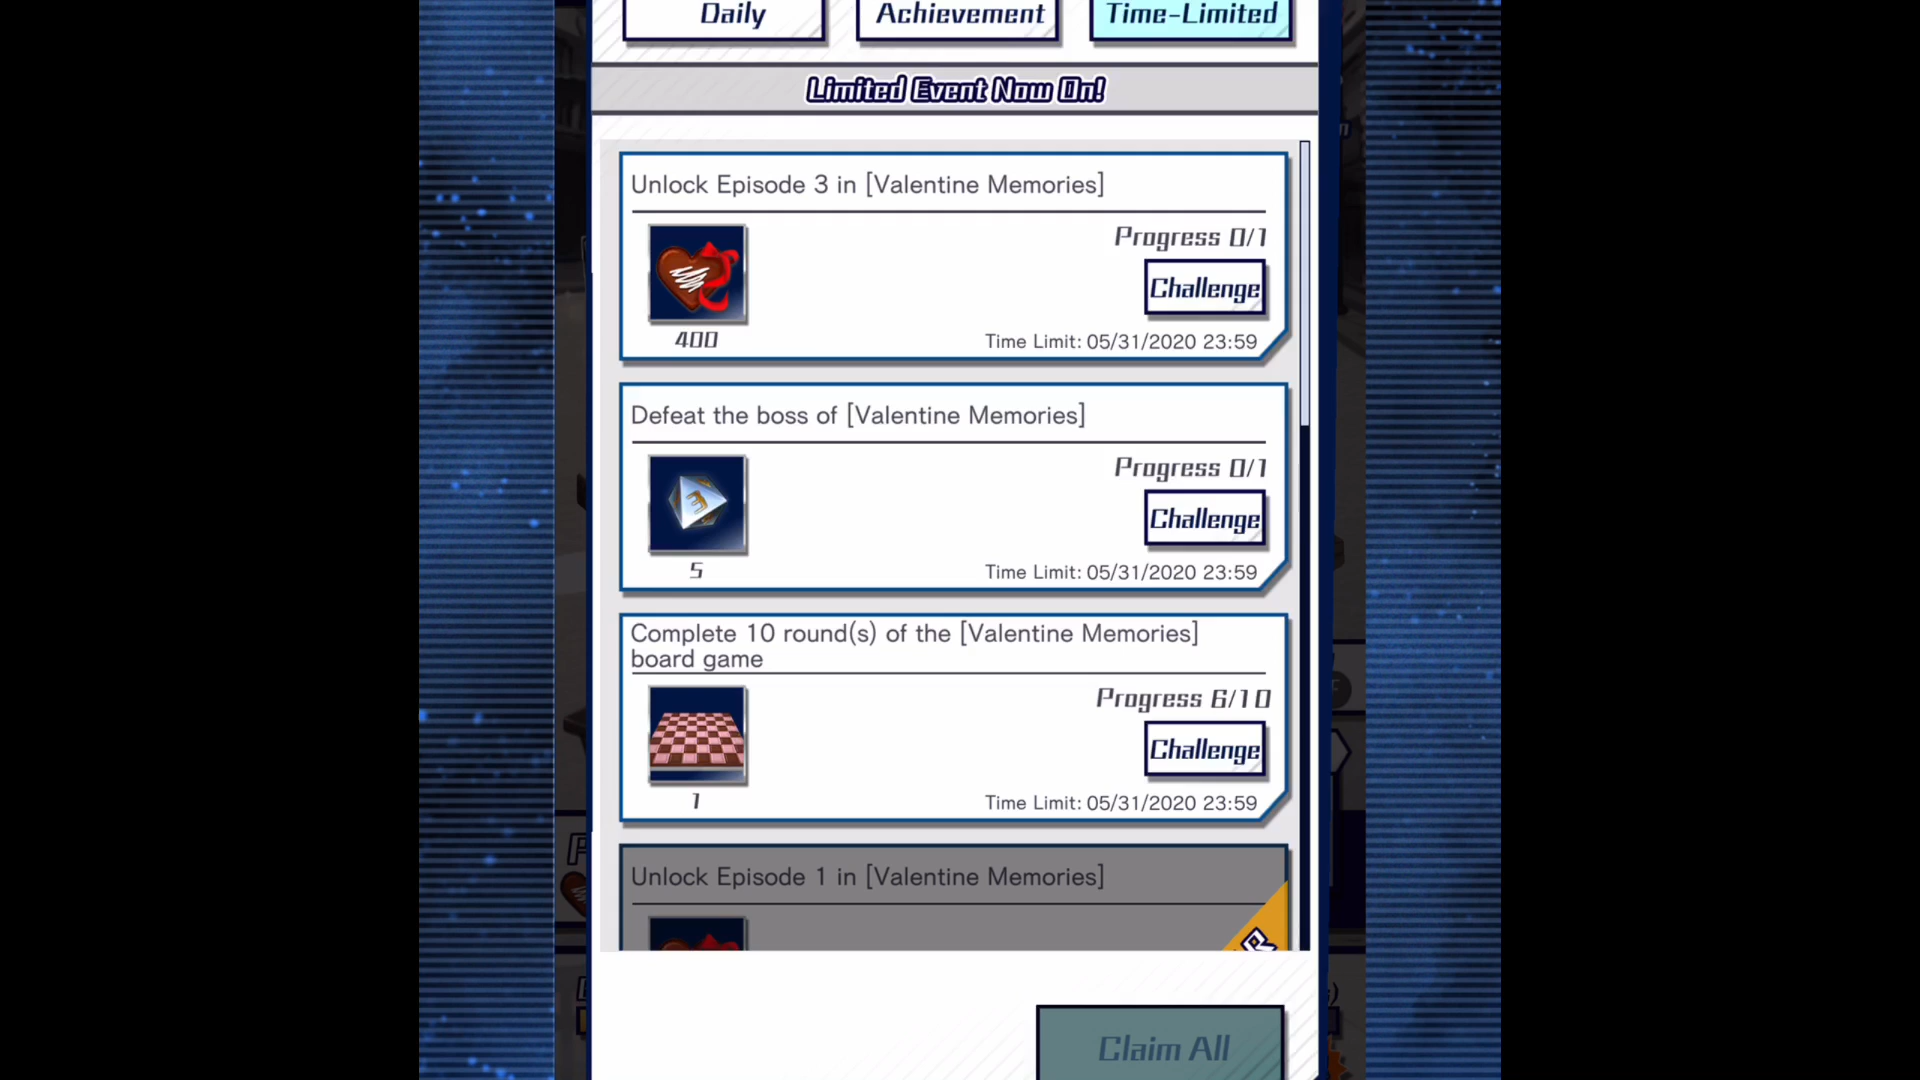 Daily
Achievement
Time-Limited
Limited Event Now On!
Unlock Episode 3 in [Valentine Memories]
Progress 0/1
Challenge
400
Time Limit: 05/31/2020 23:59
Defeat the boss of [Valentine Memories]
3
Progress 0/1
Challenge
5
Time Limit: 05/31/2020 23:59
Complete 10 round(s) of the [Valentine Memories]
board game
Progress 6/10
Challenge
1
Time Limit: 05/31/2020 23:59
Unlock Episode 1 in [Valentine Memories]
Claim All